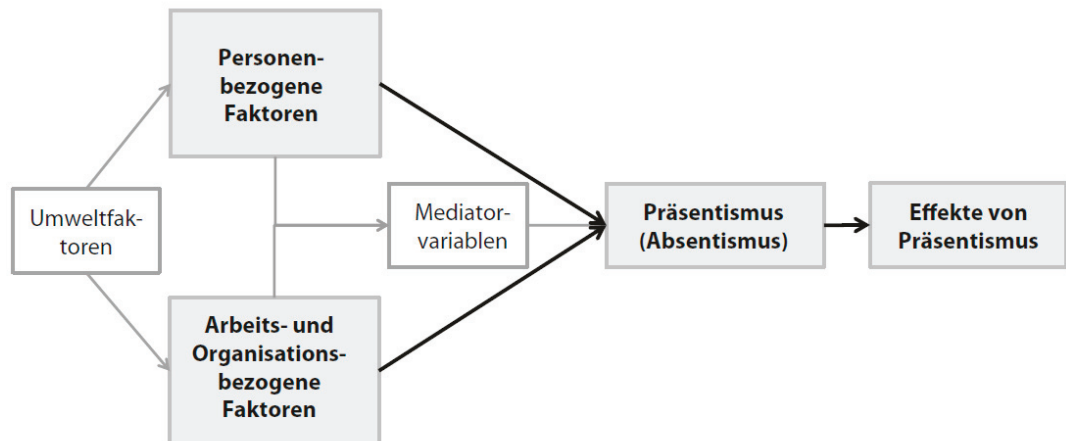 Personen-
bezogene
Faktoren
Umweltfak-
toren
Mediator-
variablen
Präsentismus
(Absentismus)
Effekte von
Präsentismus
Arbeits- und
Organisations-
bezogene
Faktoren